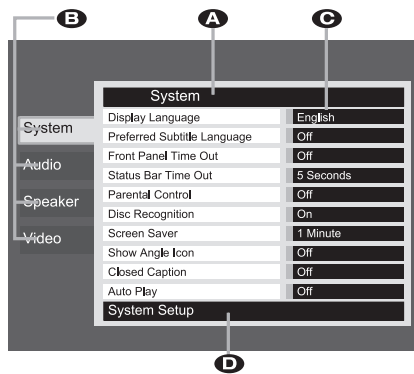 B A C
System
System
Audio
Speaker
Video
Display Language English
Preferred Subtitle Language Off
Front Panel Time Out Off
Status Bar Time Out 5 Seconds
Parental Control Off
Disc Recognition On
Screen Saver 1 Minute
Show Angle Icon Off
Closed Caption Off
Auto Play Off
System Setup
D